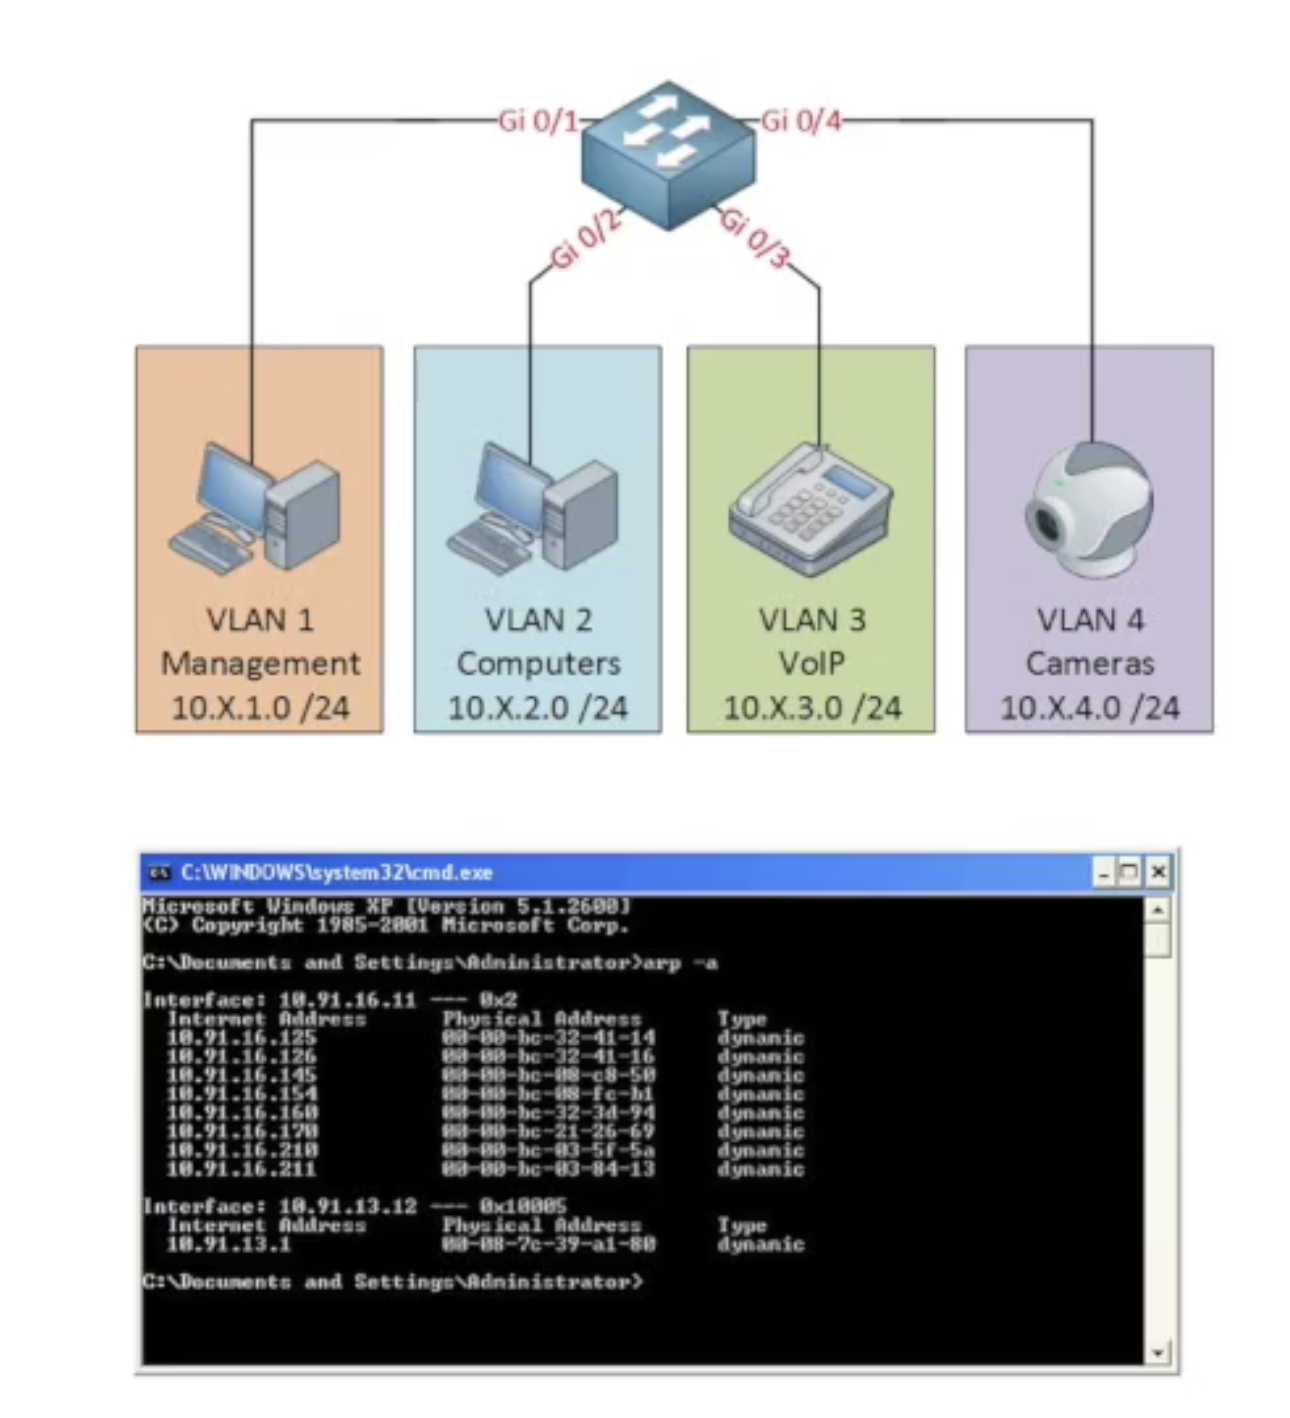 Gi 0/1
Gi 0/4
Gi 0/2
Gi 0/3
VLAN 1
Management
10.X.1.0 /24
VLAN 2
Computers
10.X.2.0 /24
VLAN 3
VoIP
10.X.3.0 /24
VLAN 4
Cameras
10.X.4.0 /24
C:\WINDOWS\system32\cmd.exe
Microsoft Windows XP [Version 5.1.2600]
(C) Copyright 1985-2001 Microsoft Corp.
C:\Documents and Settings\Administrator>arp -a
Interface: 10.91.16.11 --- 0x2
Internet Address Physical Address Type
10.91.16.125 00-00-bc-32-41-14 dynamic
10.91.16.126 00-00-bc-32-41-16 dynamic
10.91.16.145 00-00-bc-08-c8-50 dynamic
10.91.16.154 00-00-bc-08-fc-b1 dynamic
10.91.16.160 00-00-bc-32-3d-94 dynamic
10.91.16.170 00-00-bc-21-26-69 dynamic
10.91.16.210 00-00-bc-03-5f-5a dynamic
10.91.16.211 00-00-bc-03-84-13 dynamic
Interface: 10.91.13.12 --- 0x10005
Internet Address Physical Address Type
10.91.13.1 00-08-7c-39-a1-80 dynamic
C:\Documents and Settings\Administrator>